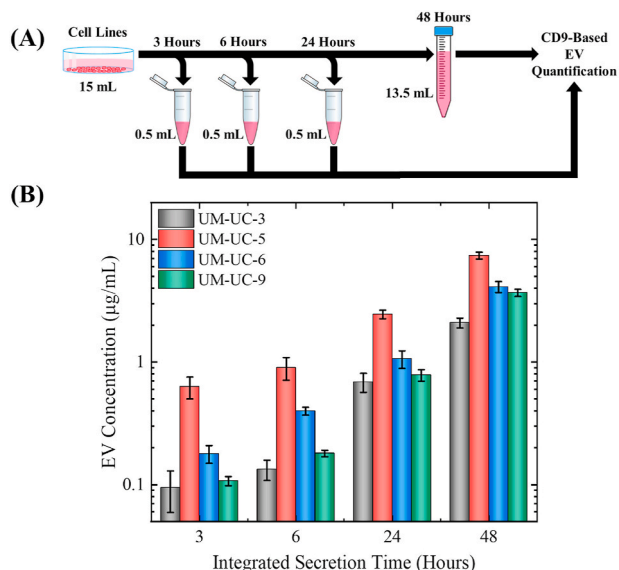 (A)
Cell Lines
15 mL
3 Hours
6 Hours
24 Hours
48 Hours
0.5 mL
0.5 mL
0.5 mL
13.5 mL
CD9-Based
EV
Quantification
(B)
UM-UC-3
UM-UC-5
UM-UC-6
UM-UC-9
EV Concentration (µg/mL)
10
1
0.1
3
6
24
48
Integrated Secretion Time (Hours)